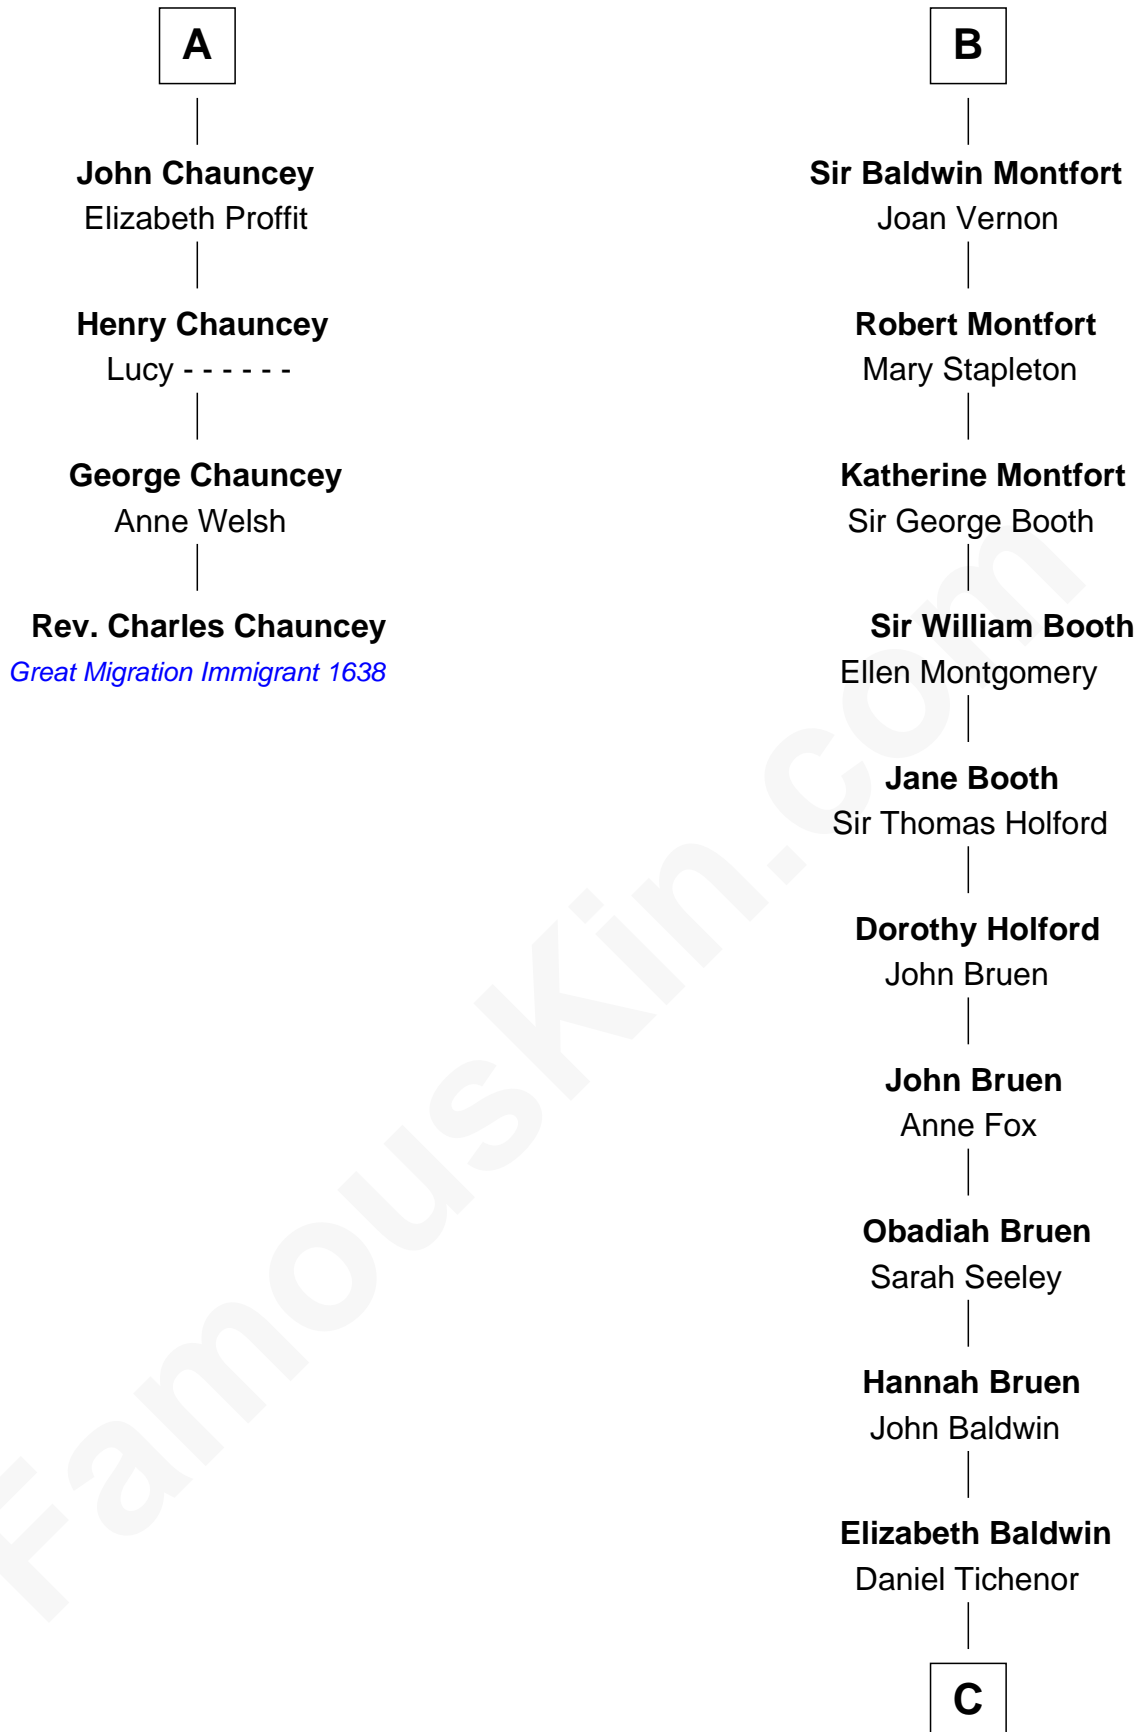 A
John Chauncey
Elizabeth Proffit
Henry Chauncey
Lucy - - - - - -
George Chauncey
Anne Welsh
Rev. Charles Chauncey
Great Migration Immigrant 1638
B
Sir Baldwin Montfort
Joan Vernon
Robert Montfort
Mary Stapleton
Katherine Montfort
Sir George Booth
Sir William Booth
Ellen Montgomery
Jane Booth
Sir Thomas Holford
Dorothy Holford
John Bruen
John Bruen
Anne Fox
Obadiah Bruen
Sarah Seeley
Hannah Bruen
John Baldwin
Elizabeth Baldwin
Daniel Tichenor
C
FamousKin.com